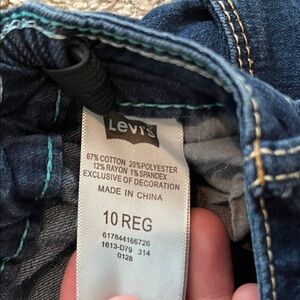 Levi's
67% COTTON 20%POLYESTER
12% RAYON 1% SPANDEX
EXCLUSIVE OF DECORATION
MADE IN CHINA
10 REG
617844166726
1613-D79 314
0128